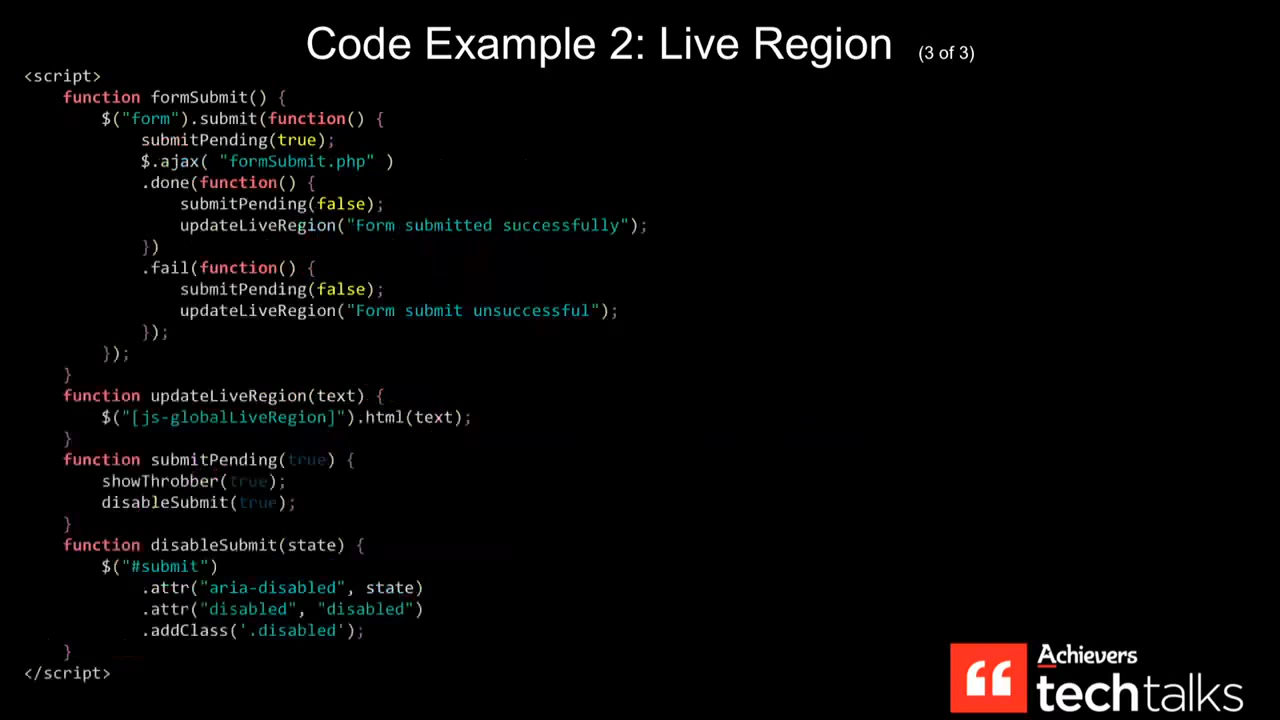 Code Example 2: Live Region (3 of 3)
<script>
function formSubmit() {
$("form").submit(function() {
submitPending(true);
$.ajax( "formSubmit.php" )
.done(function() {
submitPending(false);
updateLiveRegion("Form submitted successfully");
})
.fail(function() {
submitPending(false);
updateLiveRegion("Form submit unsuccessful");
});
});
}
function updateLiveRegion(text) {
$("[js-globalLiveRegion]").html(text);
}
function submitPending(true) {
showThrobber(true);
disableSubmit(true);
}
function disableSubmit(state) {
$("#submit")
.attr("aria-disabled", state)
.attr("disabled", "disabled")
.addClass('.disabled');
}
</script>
Achievers
techtalks